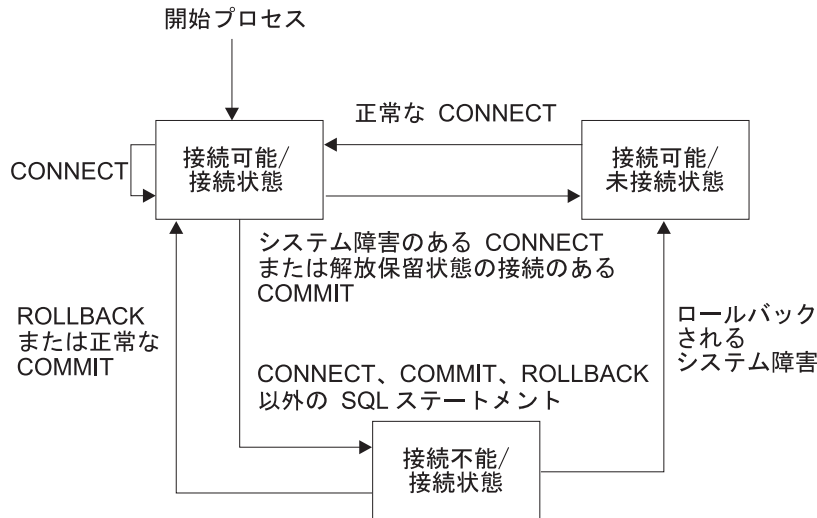 開始プロセス
正常な CONNECT
接続可能/
接続状態
接続可能/
未接続状態
CONNECT
システム障害のある CONNECT
または解放保留状態の接続のある
COMMIT
ROLLBACK
または正常な
COMMIT
ロールバック
される
システム障害
CONNECT、COMMIT、ROLLBACK
以外の SQL ステートメント
接続不能/
接続状態